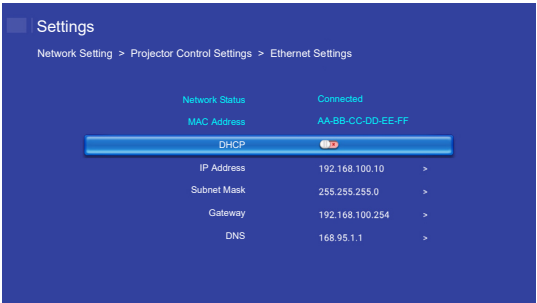 Settings
Network Setting > Projector Control Settings > Ethernet Settings
Network Status Connected
MAC Address AA-BB-CC-DD-EE-FF
DHCP
IP Address 192.168.100.10 >
Subnet Mask 255.255.255.0 >
Gateway 192.168.100.254 >
DNS 168.95.1.1 >